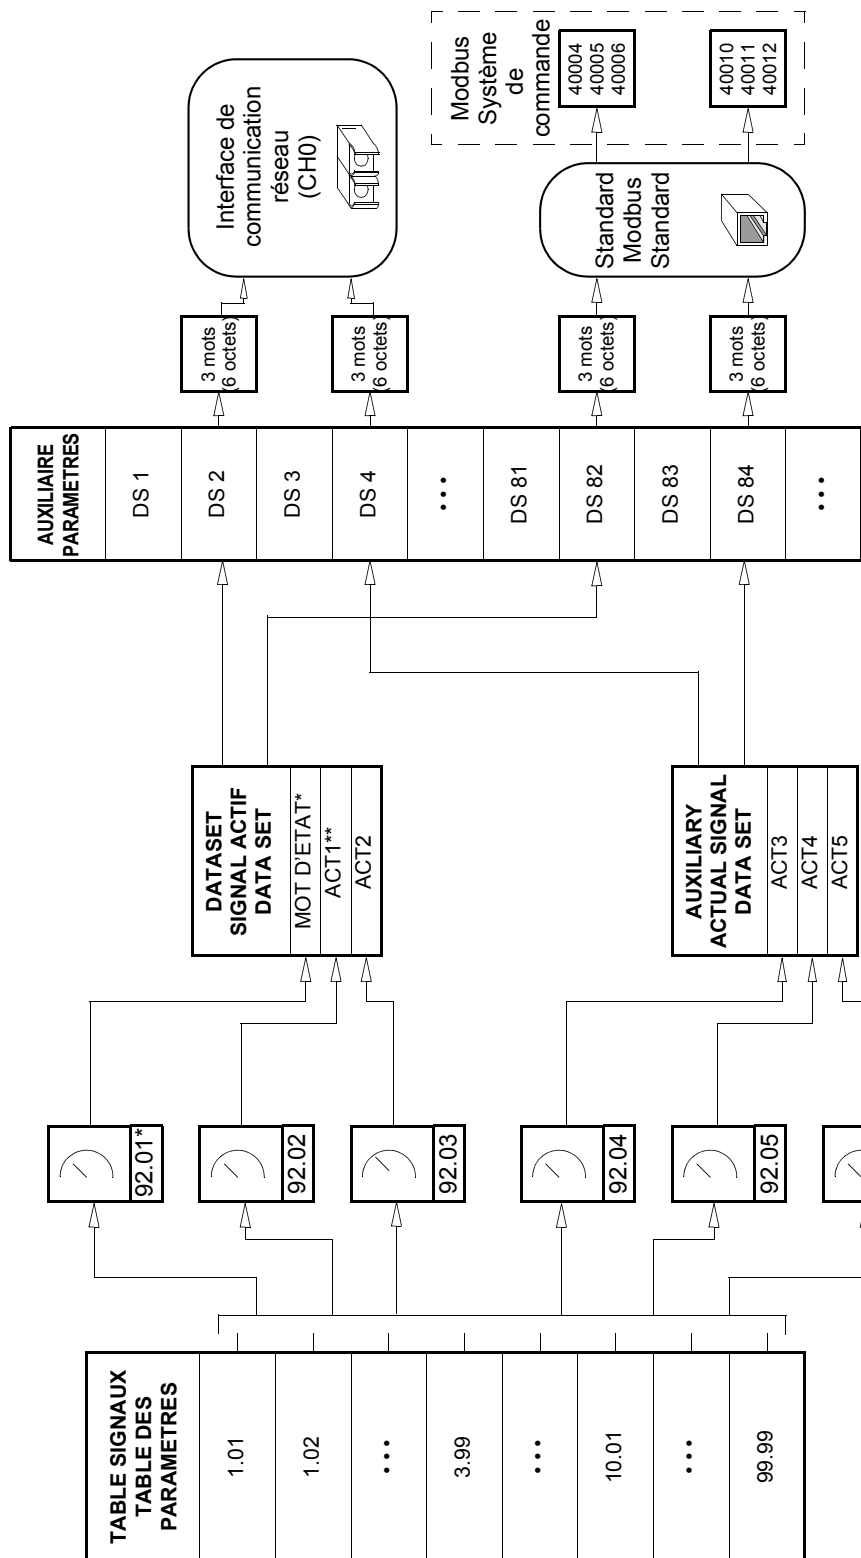 TABLE SIGNAUX
TABLE DES
PARAMETRES
1.01
1.02
•••
3.99
•••
10.01
•••
99.99
92.01*
92.02
92.03
92.04
92.05
DATASET
SIGNAL ACTIF
DATA SET
MOT D'ETAT*
ACT1**
ACT2
AUXILIARY
ACTUAL SIGNAL
DATA SET
ACT3
ACT4
ACT5
AUXILIAIRE
PARAMETRES
DS 1
DS 2
DS 3
DS 4
•••
DS 81
DS 82
DS 83
DS 84
•••
3 mots
(6 octets)
3 mots
(6 octets)
3 mots
(6 octets)
3 mots
(6 octets)
Interface de
communication
réseau
(CH0)
Standard
Modbus
Standard
Modbus
Système
de
commande
40004
40005
40006
40010
40011
40012